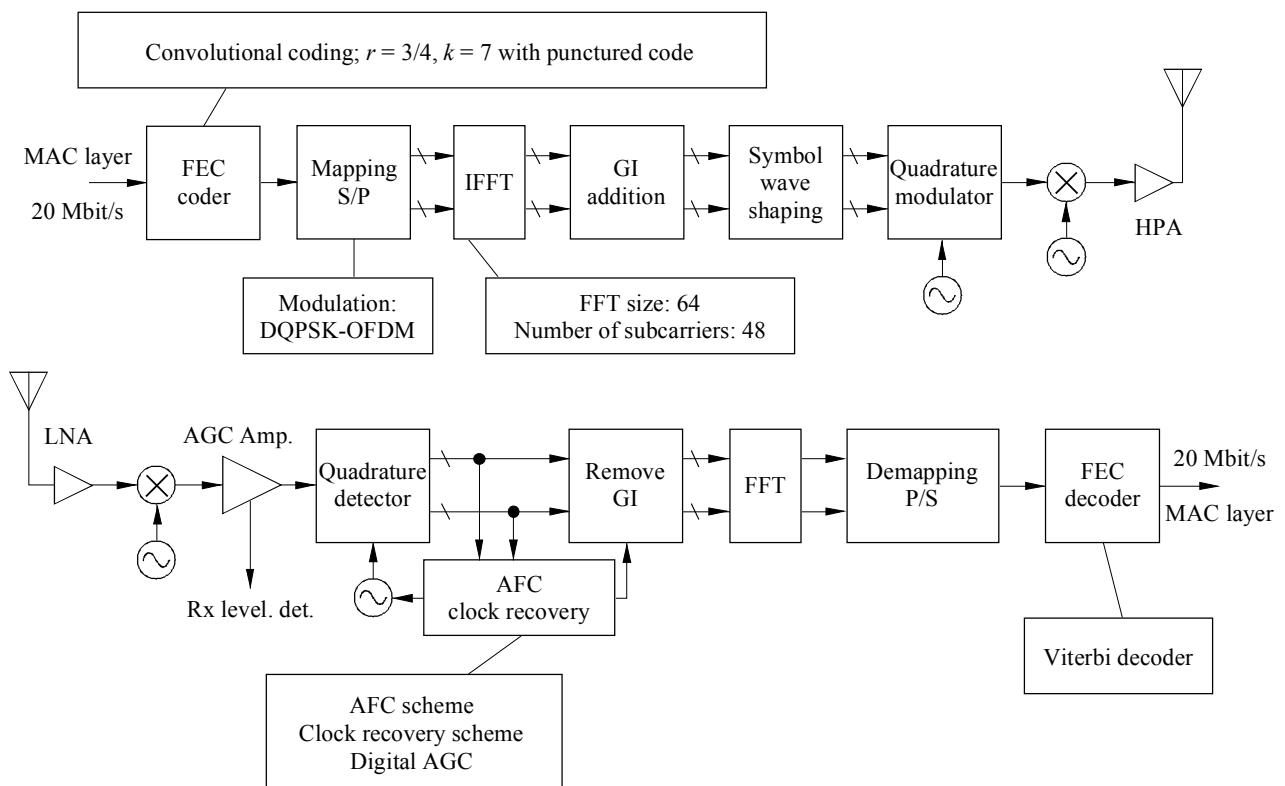 Convolutional coding; r = 3/4, k = 7 with punctured code
MAC layer
20 Mbit/s
FEC
coder
Mapping
S/P
IFFT
GI
addition
Symbol
wave
shaping
Quadrature
modulator
HPA
Modulation:
DQPSK-OFDM
FFT size: 64
Number of subcarriers: 48
LNA
AGC Amp.
Rx level. det.
Quadrature
detector
AFC
clock recovery
Remove
GI
FFT
Demapping
P/S
FEC
decoder
20 Mbit/s
MAC layer
Viterbi decoder
AFC scheme
Clock recovery scheme
Digital AGC